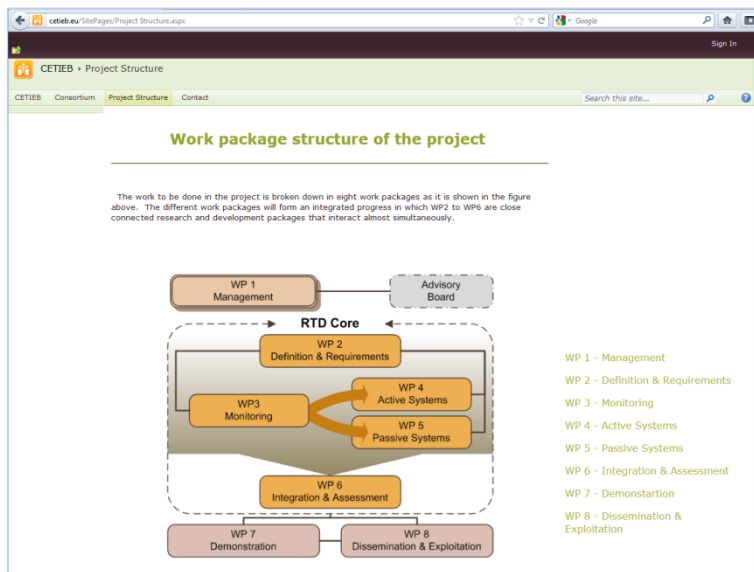 cetieb.eu/SitePages/Project Structure.aspx
Google
Sign In
CETIEB › Project Structure
CETIEB Consortium Project Structure Contact
Search this site...
Work package structure of the project
The work to be done in the project is broken down in eight work packages as it is shown in the figure
above. The different work packages will form an integrated progress in which WP2 to WP6 are close
connected research and development packages that interact almost simultaneously.
WP 1
Management
Advisory
Board
RTD Core
WP 2
Definition & Requirements
WP3
Monitoring
WP 4
Active Systems
WP 5
Passive Systems
WP 6
Integration & Assessment
WP 7
Demonstration
WP 8
Dissemination & Exploitation
WP 1 - Management
WP 2 - Definition & Requirements
WP 3 - Monitoring
WP 4 - Active Systems
WP 5 - Passive Systems
WP 6 - Integration & Assessment
WP 7 - Demonstartion
WP 8 - Dissemination &
Exploitation